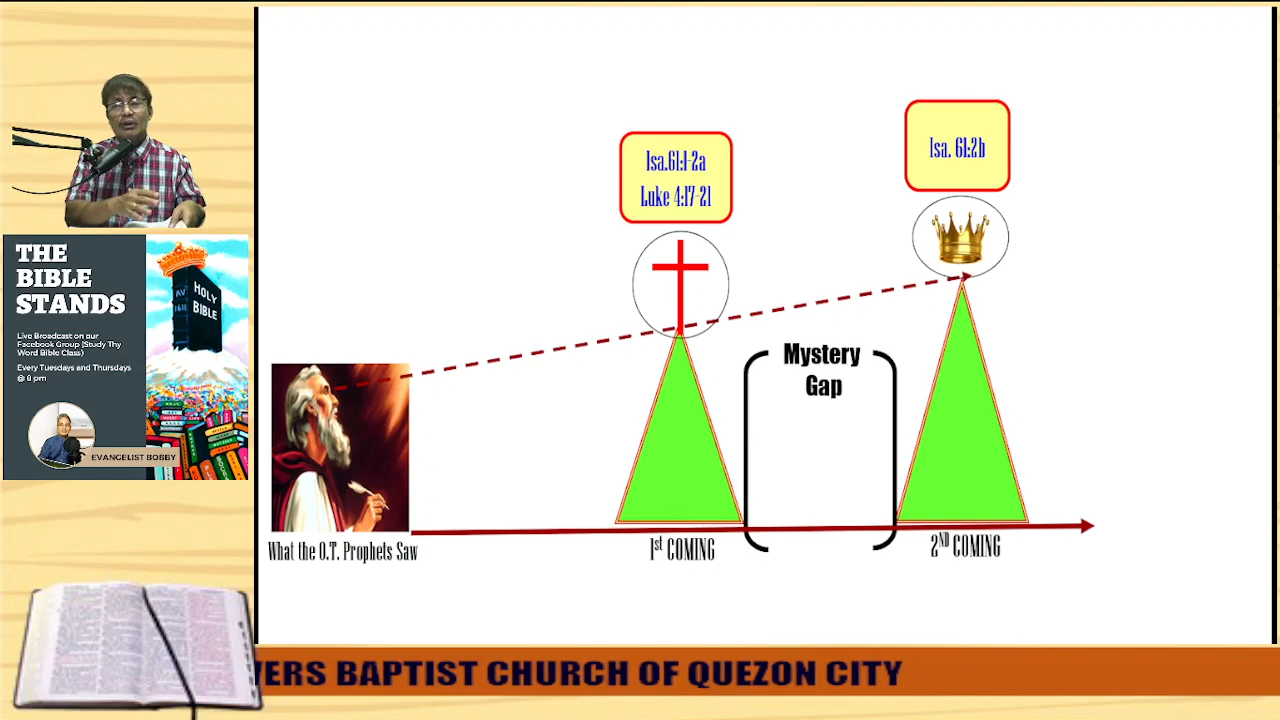 THE
BIBLE
STANDS
Live Broadcast on our
Facebook Group (Study Thy
Word Bible Class)
Every Tuesdays and Thursdays
@ 8 pm
EVANGELIST BOBBY
AV
1611
HOLY
BIBLE
Isa.61:1-2a
Luke 4:17-21
Isa. 61:2b
Mystery
Gap
What the O.T. Prophets Saw
1st COMING
2ND COMING
VERS BAPTIST CHURCH OF QUEZON CITY